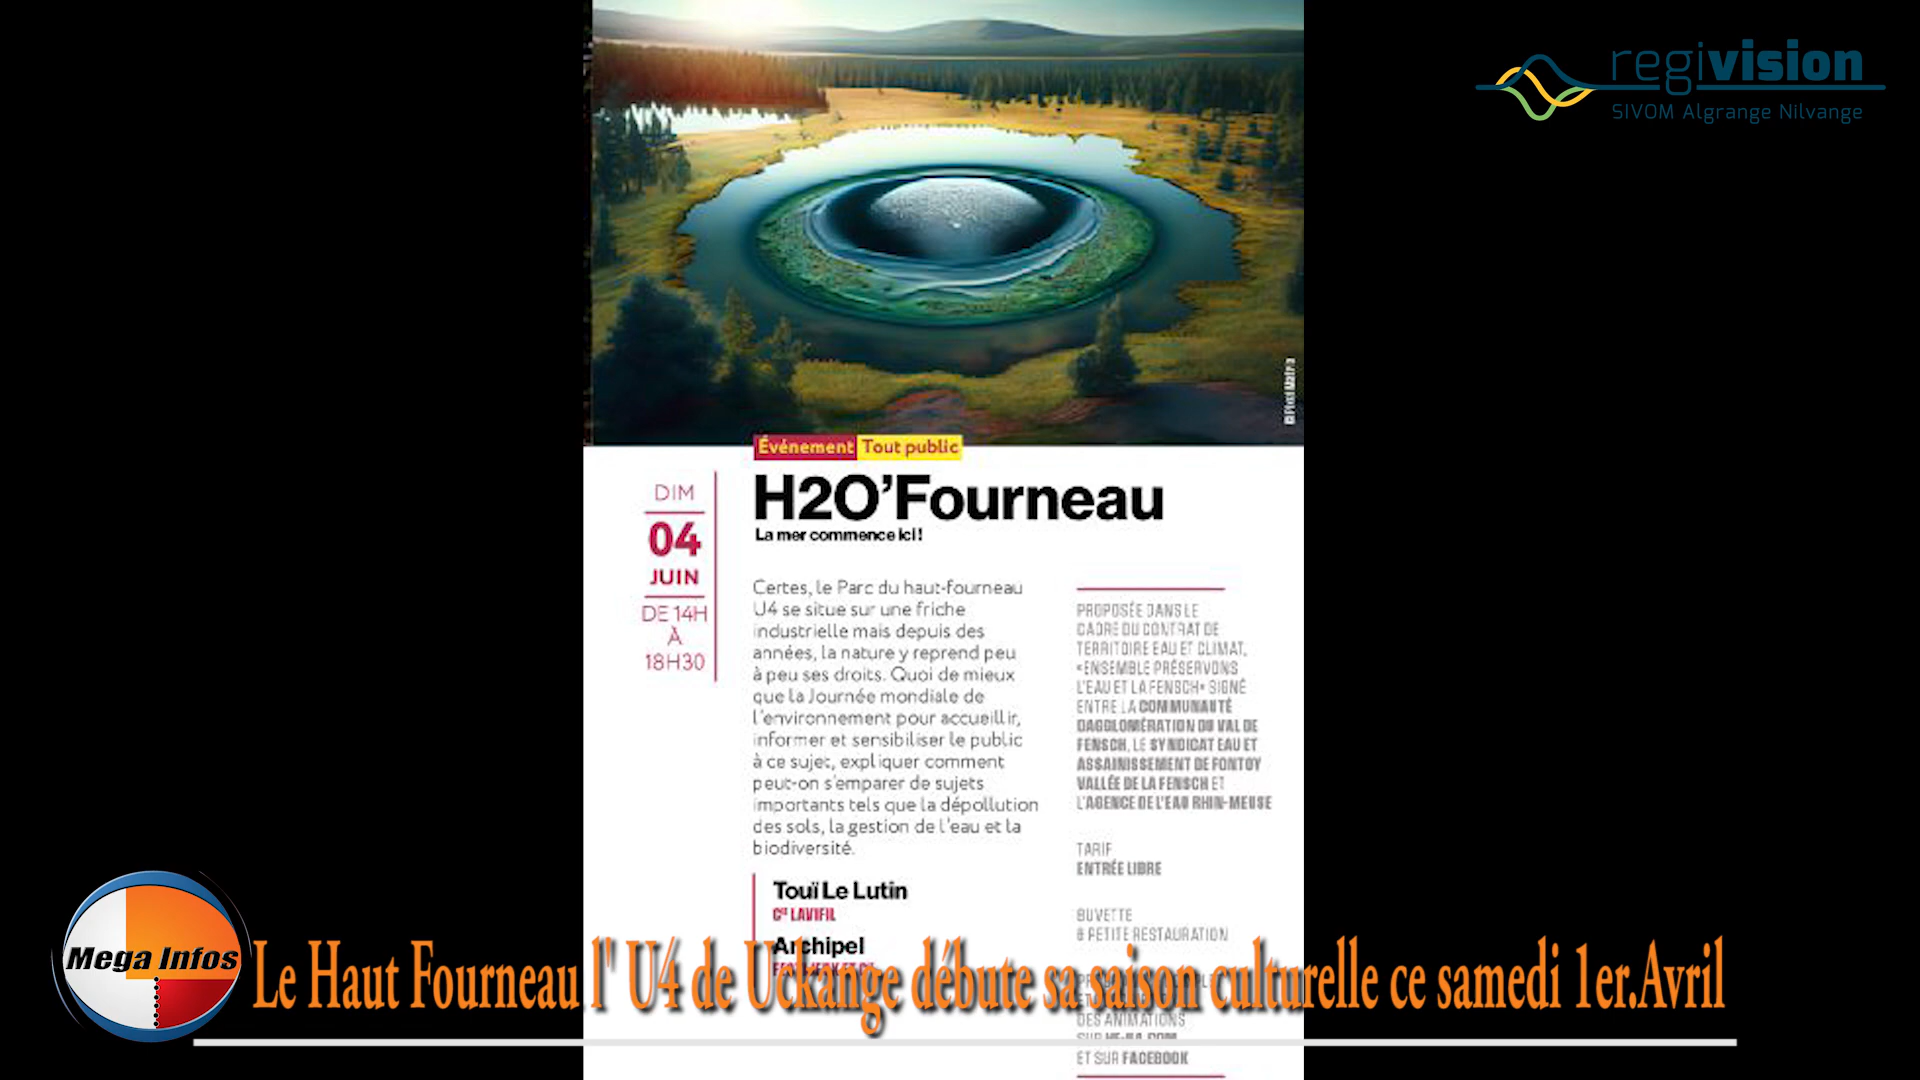 regivision
SIVOM Algrange Nilvange
Événement Tout public
DIM
04
JUIN
DE 14H
À
18H30
H2O'Fourneau
La mer commence ici !
Certes, le Parc du haut-fourneau
U4 se situe sur une friche
industrielle mais depuis des
années, la nature y reprend peu
à peu ses droits. Quoi de mieux
que la Journée mondiale de
l'environnement pour accueillir,
informer et sensibiliser le public
à ce sujet, expliquer comment
peut-on s'emparer de sujets
importants tels que la dépollution
des sols, la gestion de l'eau et la
biodiversité.
Touï Le Lutin
Cie LAVIFIL
Archipel
PROPOSÉE DANS LE
CADRE DU CONTRAT DE
TERRITOIRE EAU ET CLIMAT,
«ENSEMBLE PRÉSERVONS
L'EAU ET LA FENSCH» SIGNÉ
ENTRE LA COMMUNAUTÉ
DAGGLOMÉRATION DU VAL DE
FENSCH, LE SYNDICAT EAU ET
ASSAINISSEMENT DE FONTOY
VALLÉE DE LA FENSCH ET
L'AGENCE DE L'EAU RHIN-MEUSE
TARIF
ENTRÉE LIBRE
BUVETTE
& PETITE RESTAURATION
DES ANIMATIONS
ET SUR FACEBOOK
Mega Infos
Le Haut Fourneau l'' U4 de Uckange débute sa saison culturelle ce samedi 1er.Avril